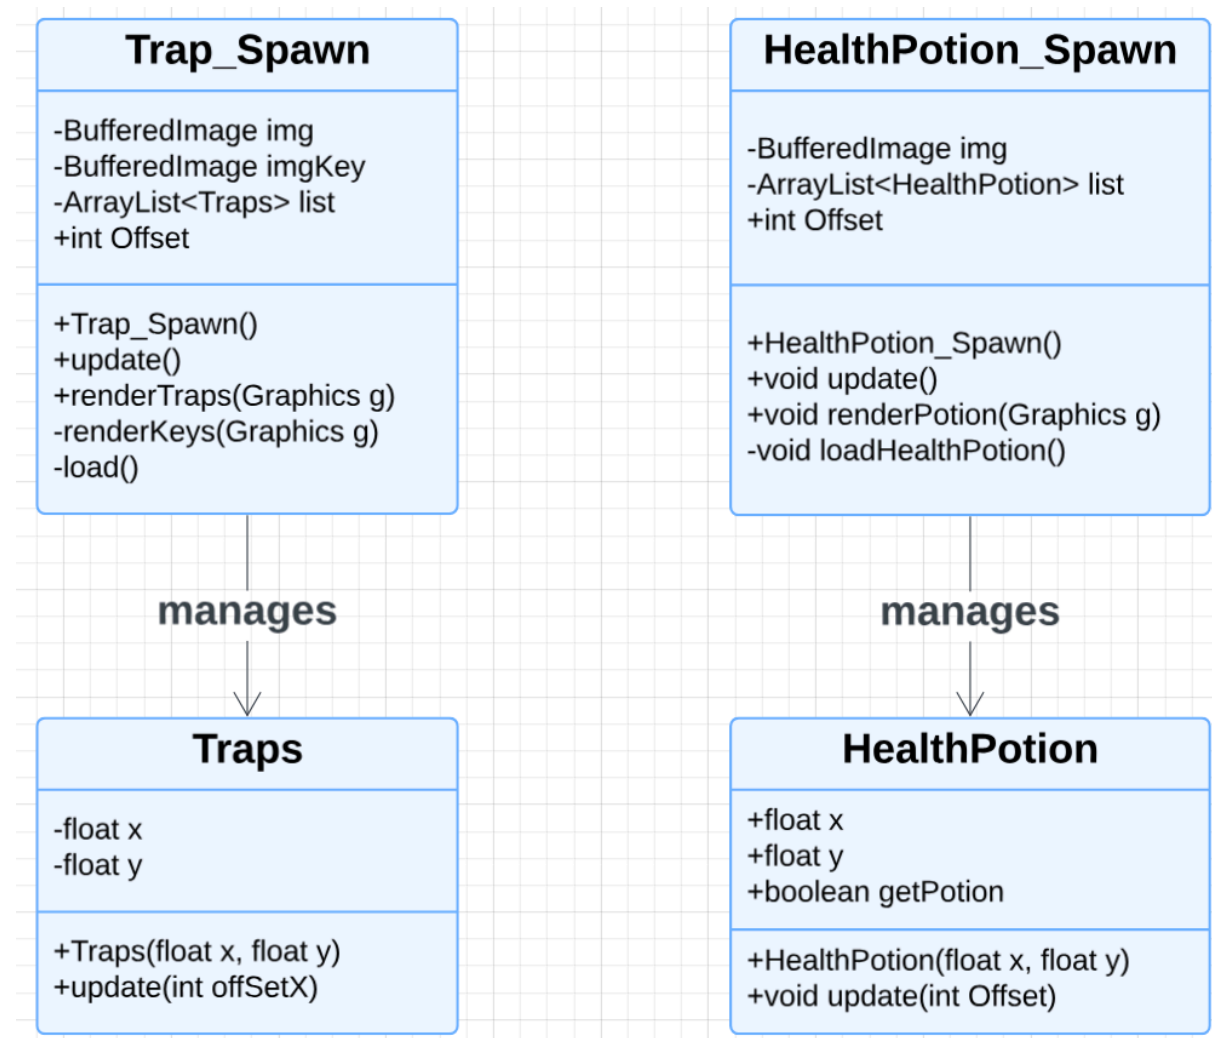 Trap_Spawn
-BufferedImage img
-BufferedImage imgKey
-ArrayList<Traps> list
+int Offset
+Trap_Spawn()
+update()
+renderTraps(Graphics g)
-renderKeys(Graphics g)
-load()
manages
Traps
-float x
-float y
+Traps(float x, float y)
+update(int offSetX)
HealthPotion_Spawn
-BufferedImage img
-ArrayList<HealthPotion> list
+int Offset
+HealthPotion_Spawn()
+void update()
+void renderPotion(Graphics g)
-void loadHealthPotion()
manages
HealthPotion
+float x
+float y
+boolean getPotion
+HealthPotion(float x, float y)
+void update(int Offset)